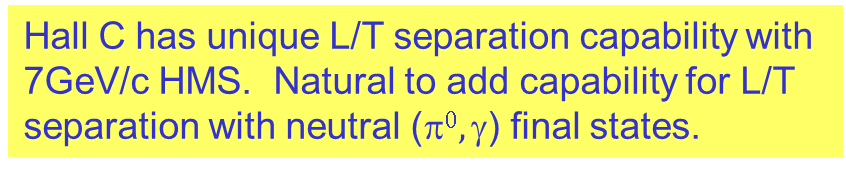 Hall C has unique L/T separation capability with
7GeV/c HMS.  Natural to add capability for L/T
separation with neutral (π⁰,γ) final states.